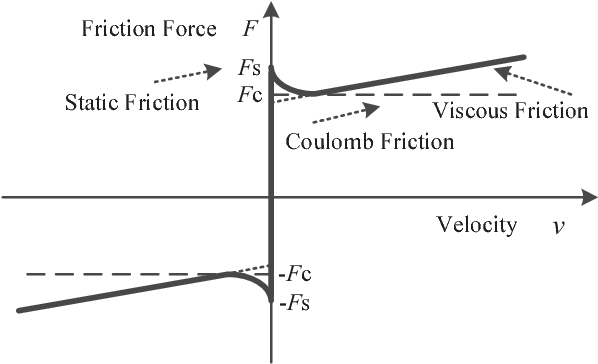 Friction Force F
Fs
Static Friction
Fc
Viscous Friction
Coulomb Friction
Velocity v
-Fc
-Fs